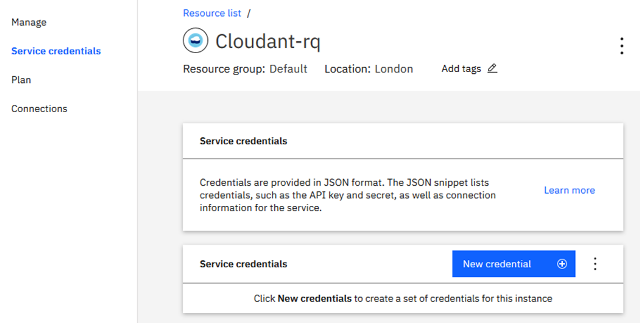 Manage
Service credentials
Plan
Connections
Resource list /
Cloudant-rq
Resource group: Default Location: London Add tags
Service credentials
Credentials are provided in JSON format. The JSON snippet lists
credentials, such as the API key and secret, as well as connection
information for the service.
Learn more
Service credentials
New credential
Click New credentials to create a set of credentials for this instance